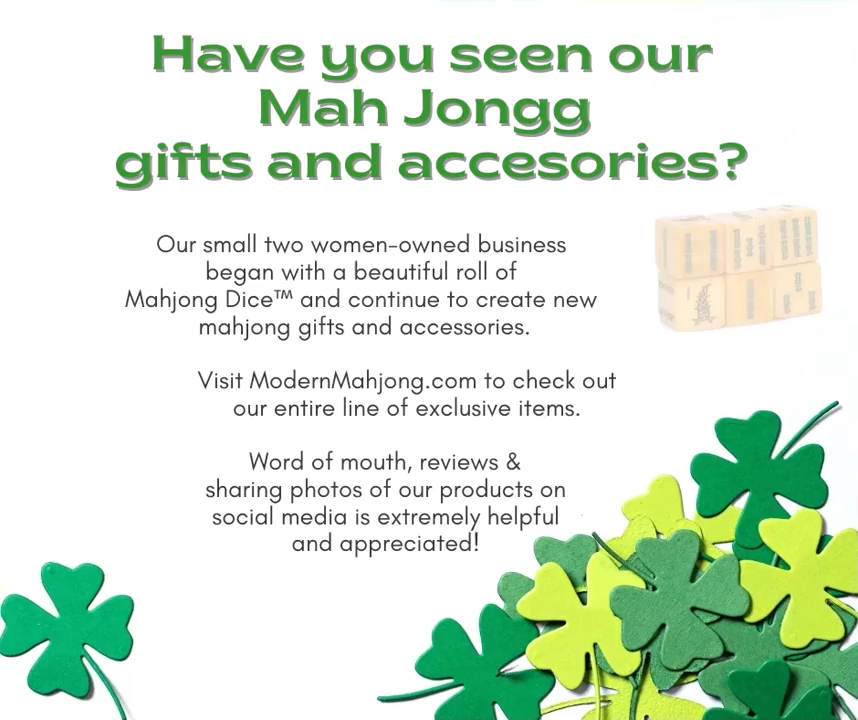 Have you seen our
Mah Jongg
gifts and accesories?
Our small two women-owned business
began with a beautiful roll of
Mahjong Dice™ and continue to create new
mahjong gifts and accessories.
Visit ModernMahjong.com to check out
our entire line of exclusive items.
Word of mouth, reviews &
sharing photos of our products on
social media is extremely helpful
and appreciated!